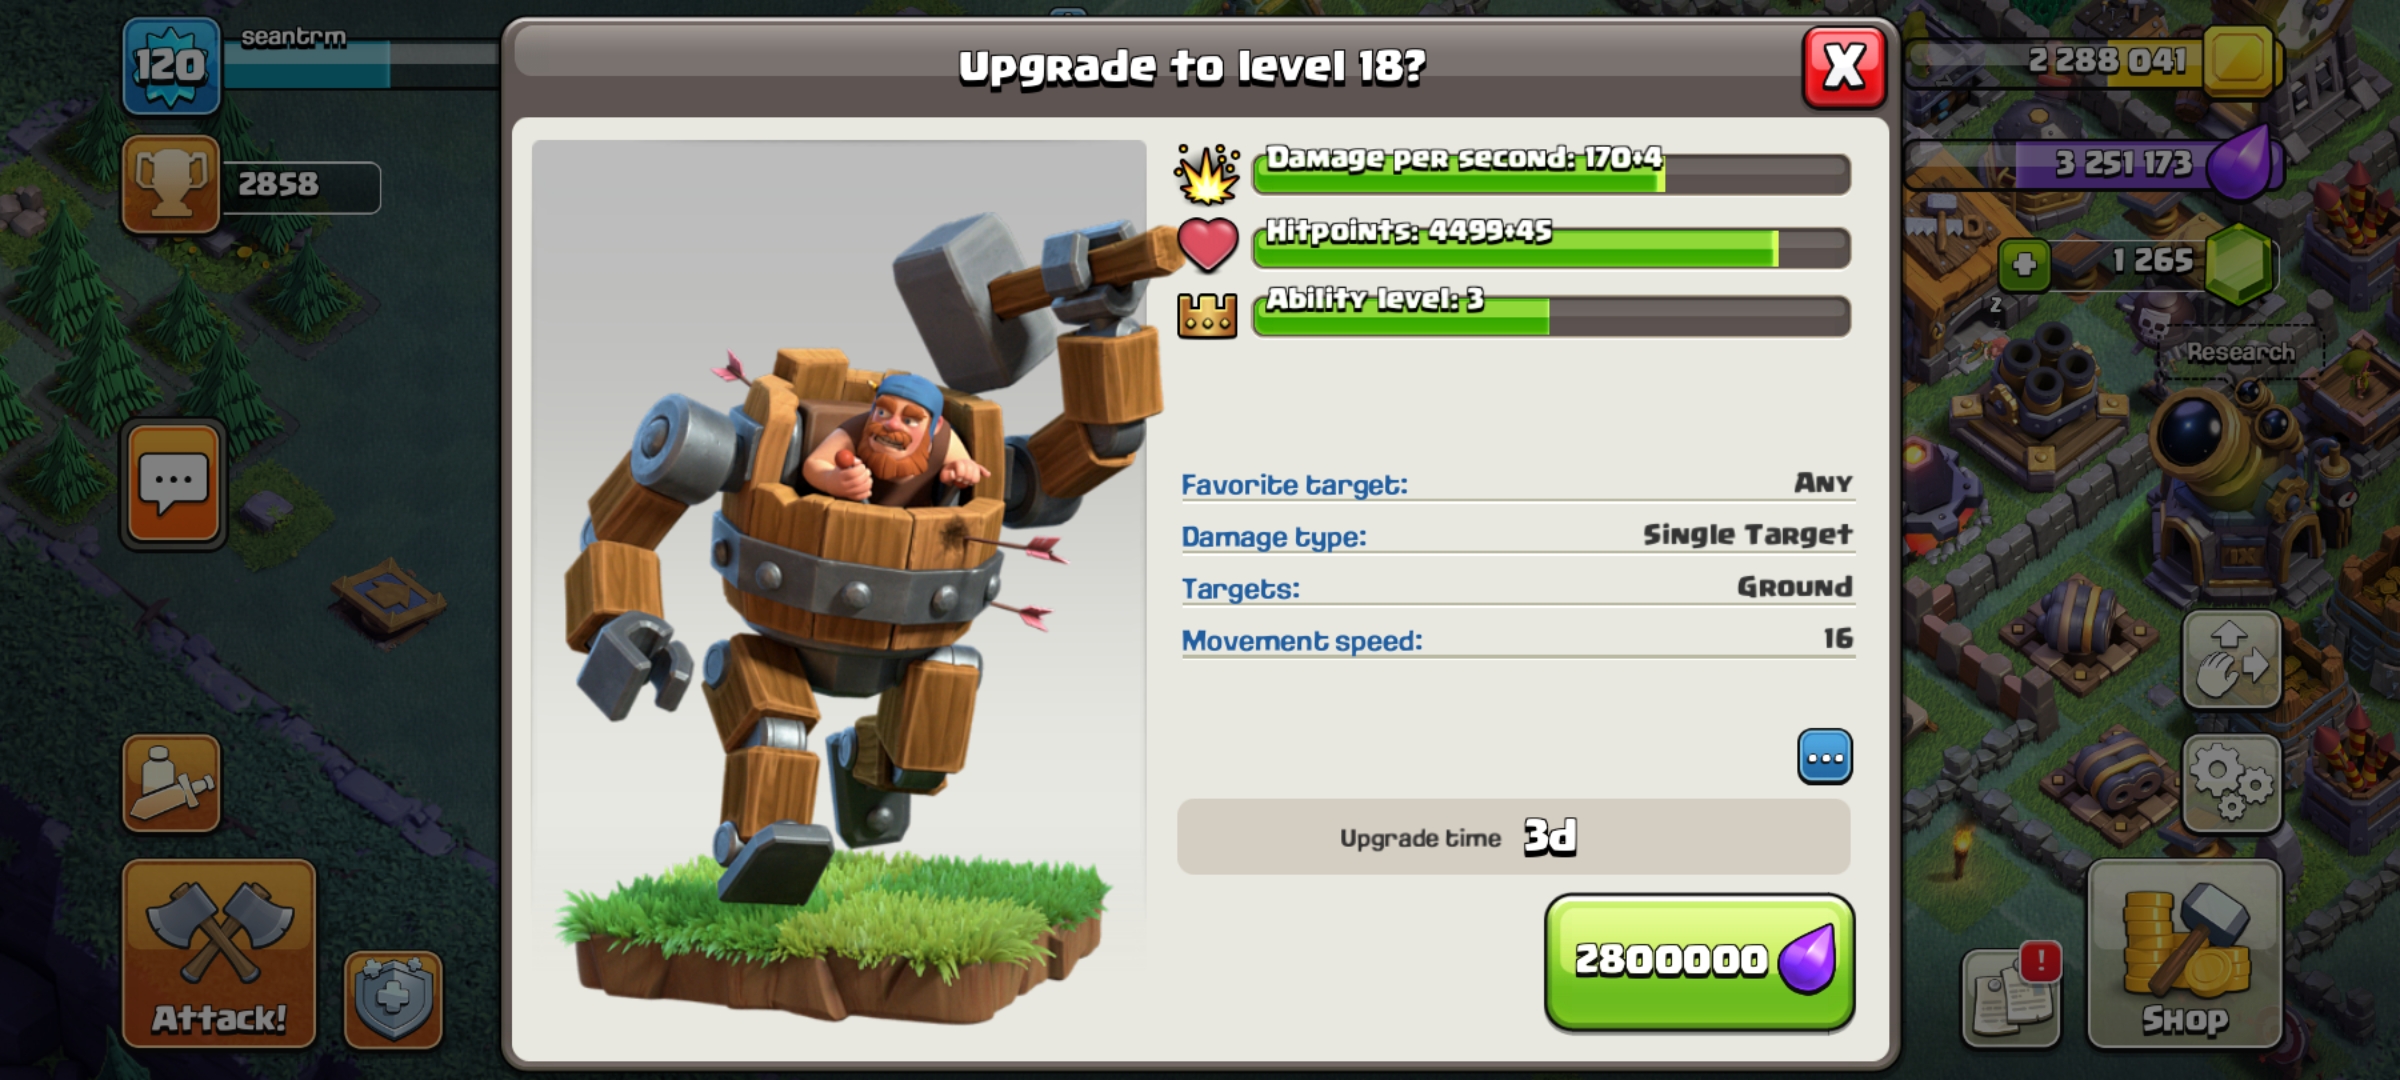 120
seantrm
2858
Attack!
Upgrade to level 18?
X
Damage per second: 170+4
Hitpoints: 4499+45
Ability level: 3
Favorite target: Any
Damage type: Single Target
Targets: Ground
Movement speed: 16
Upgrade time 3d
2800000
2 288 041
3 251 173
1 265
z
Research
!
Shop